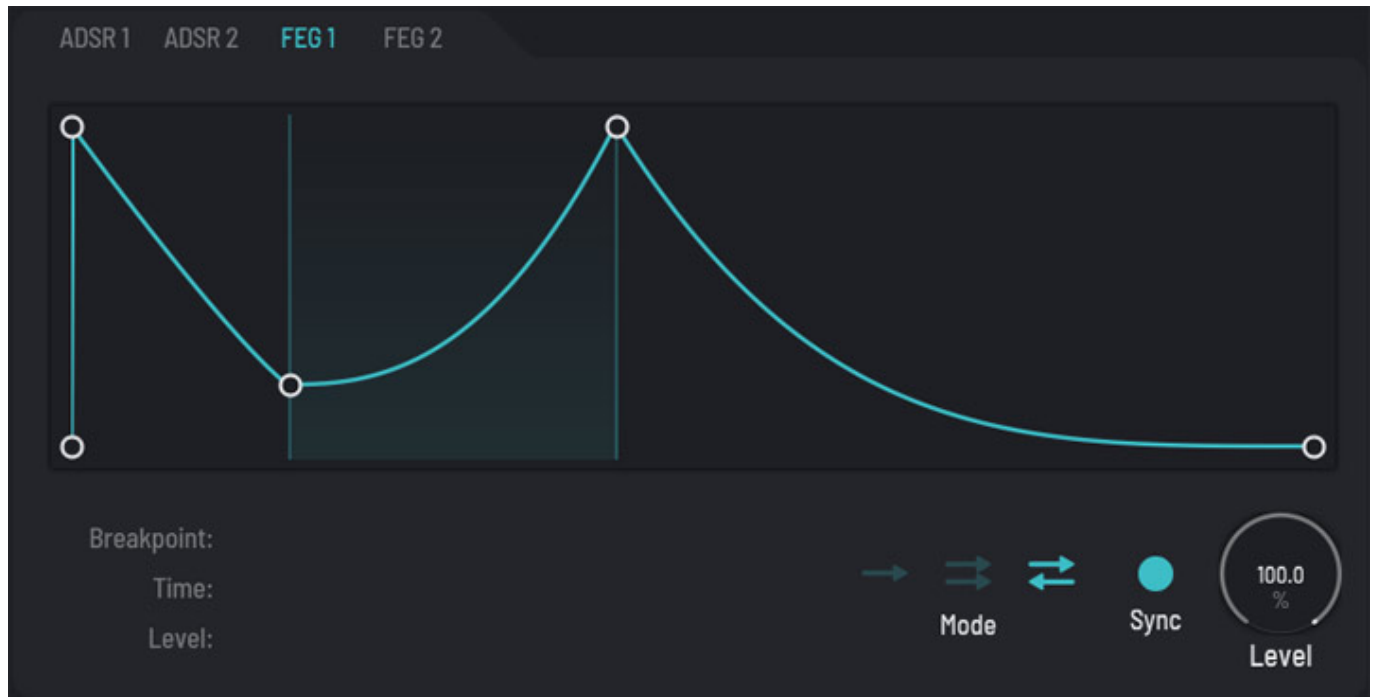 ADSR 1 ADSR 2 FEG 1 FEG 2
Breakpoint:
Time:
Level:
Mode
Sync
100.0
%
Level